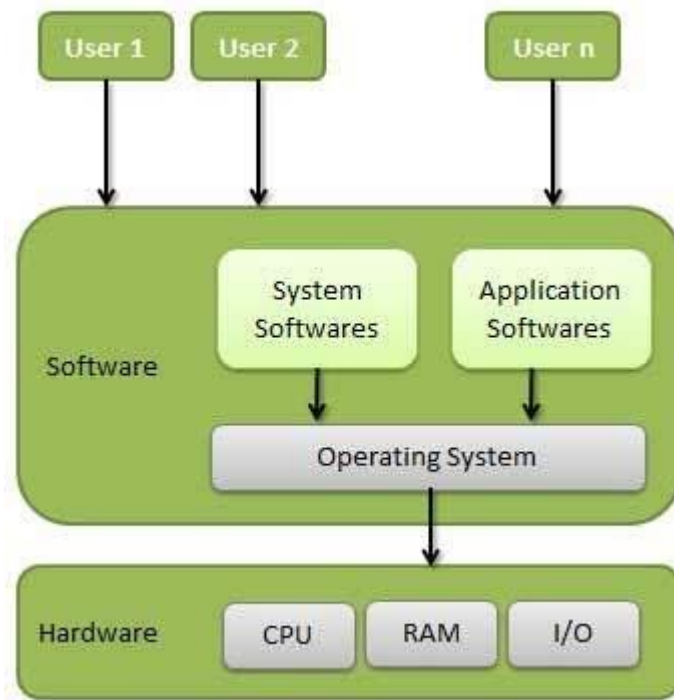 User 1
User 2
User n
System
Softwares
Application
Softwares
Software
Operating System
Hardware
CPU
RAM
I/O